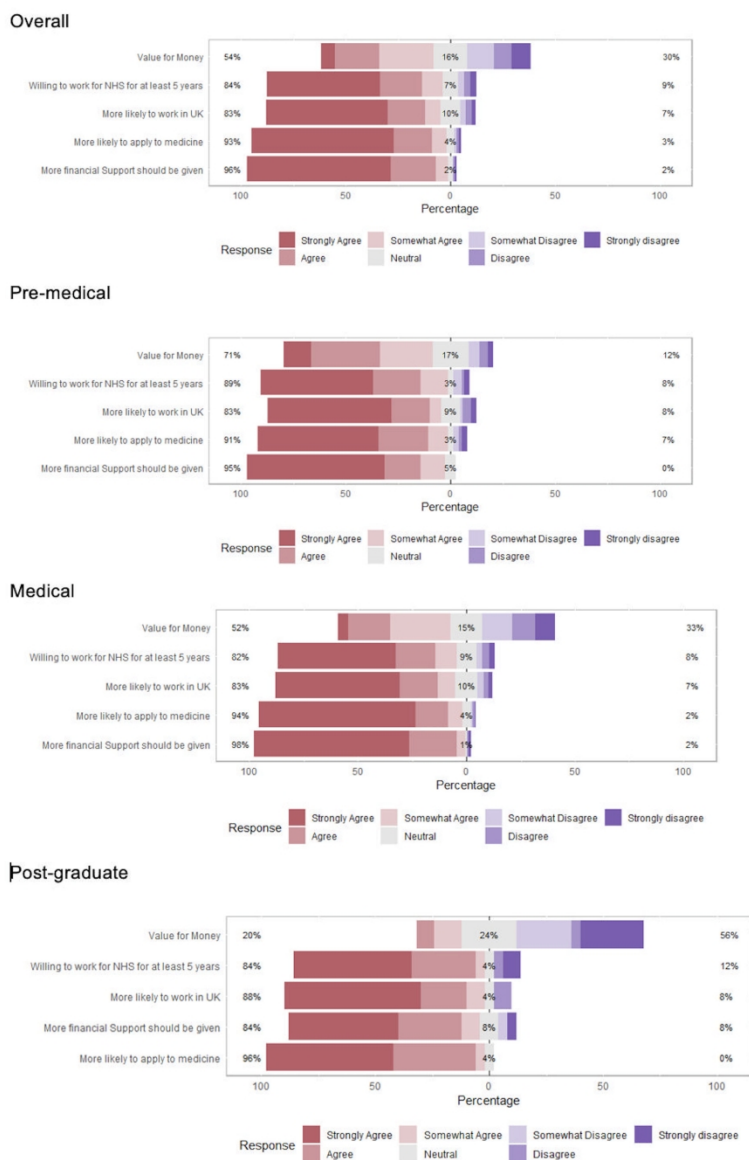 Overall
Value for Money 54% 16% 30%
Willing to work for NHS for at least 5 years 84% 7% 9%
More likely to work in UK 83% 10% 7%
More likely to apply to medicine 93% 4% 3%
More financial Support should be given 96% 2% 2%
100 50 0 50 100
Percentage
Response Strongly Agree Somewhat Agree Somewhat Disagree Strongly disagree
Agree Neutral Disagree
Pre-medical
Value for Money 71% 17% 12%
Willing to work for NHS for at least 5 years 89% 3% 8%
More likely to work in UK 83% 9% 8%
More likely to apply to medicine 91% 3% 7%
More financial Support should be given 95% 5% 0%
100 50 0 50 100
Percentage
Response Strongly Agree Somewhat Agree Somewhat Disagree Strongly disagree
Agree Neutral Disagree
Medical
Value for Money 52% 15% 33%
Willing to work for NHS for at least 5 years 82% 9% 8%
More likely to work in UK 83% 10% 7%
More likely to apply to medicine 94% 4% 2%
More financial Support should be given 98% 1% 2%
100 50 0 50 100
Percentage
Response Strongly Agree Somewhat Agree Somewhat Disagree Strongly disagree
Agree Neutral Disagree
Post-graduate
Value for Money 20% 24% 56%
Willing to work for NHS for at least 5 years 84% 4% 12%
More likely to work in UK 88% 4% 8%
More financial Support should be given 84% 8% 8%
More likely to apply to medicine 96% 4% 0%
100 50 0 50 100
Percentage
Response Strongly Agree Somewhat Agree Somewhat Disagree Strongly disagree
Agree Neutral Disagree